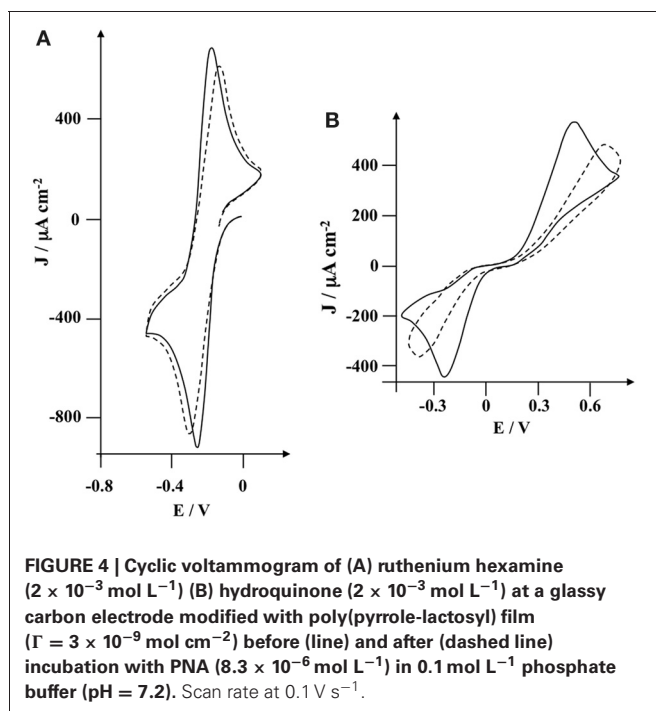 A
400
0
-400
-800
J / µA cm⁻²
-0.8 -0.4 0
E / V
B
400
200
0
-200
-400
J / µA cm⁻²
-0.3 0 0.3 0.6
E / V
FIGURE 4 | Cyclic voltammogram of (A) ruthenium hexamine
(2 × 10⁻³ mol L⁻¹) (B) hydroquinone (2 × 10⁻³ mol L⁻¹) at a glassy
carbon electrode modified with poly(pyrrole-lactosyl) film
(Γ = 3 × 10⁻⁹ mol cm⁻²) before (line) and after (dashed line)
incubation with PNA (8.3 × 10⁻⁶ mol L⁻¹) in 0.1 mol L⁻¹ phosphate
buffer (pH = 7.2). Scan rate at 0.1 V s⁻¹.